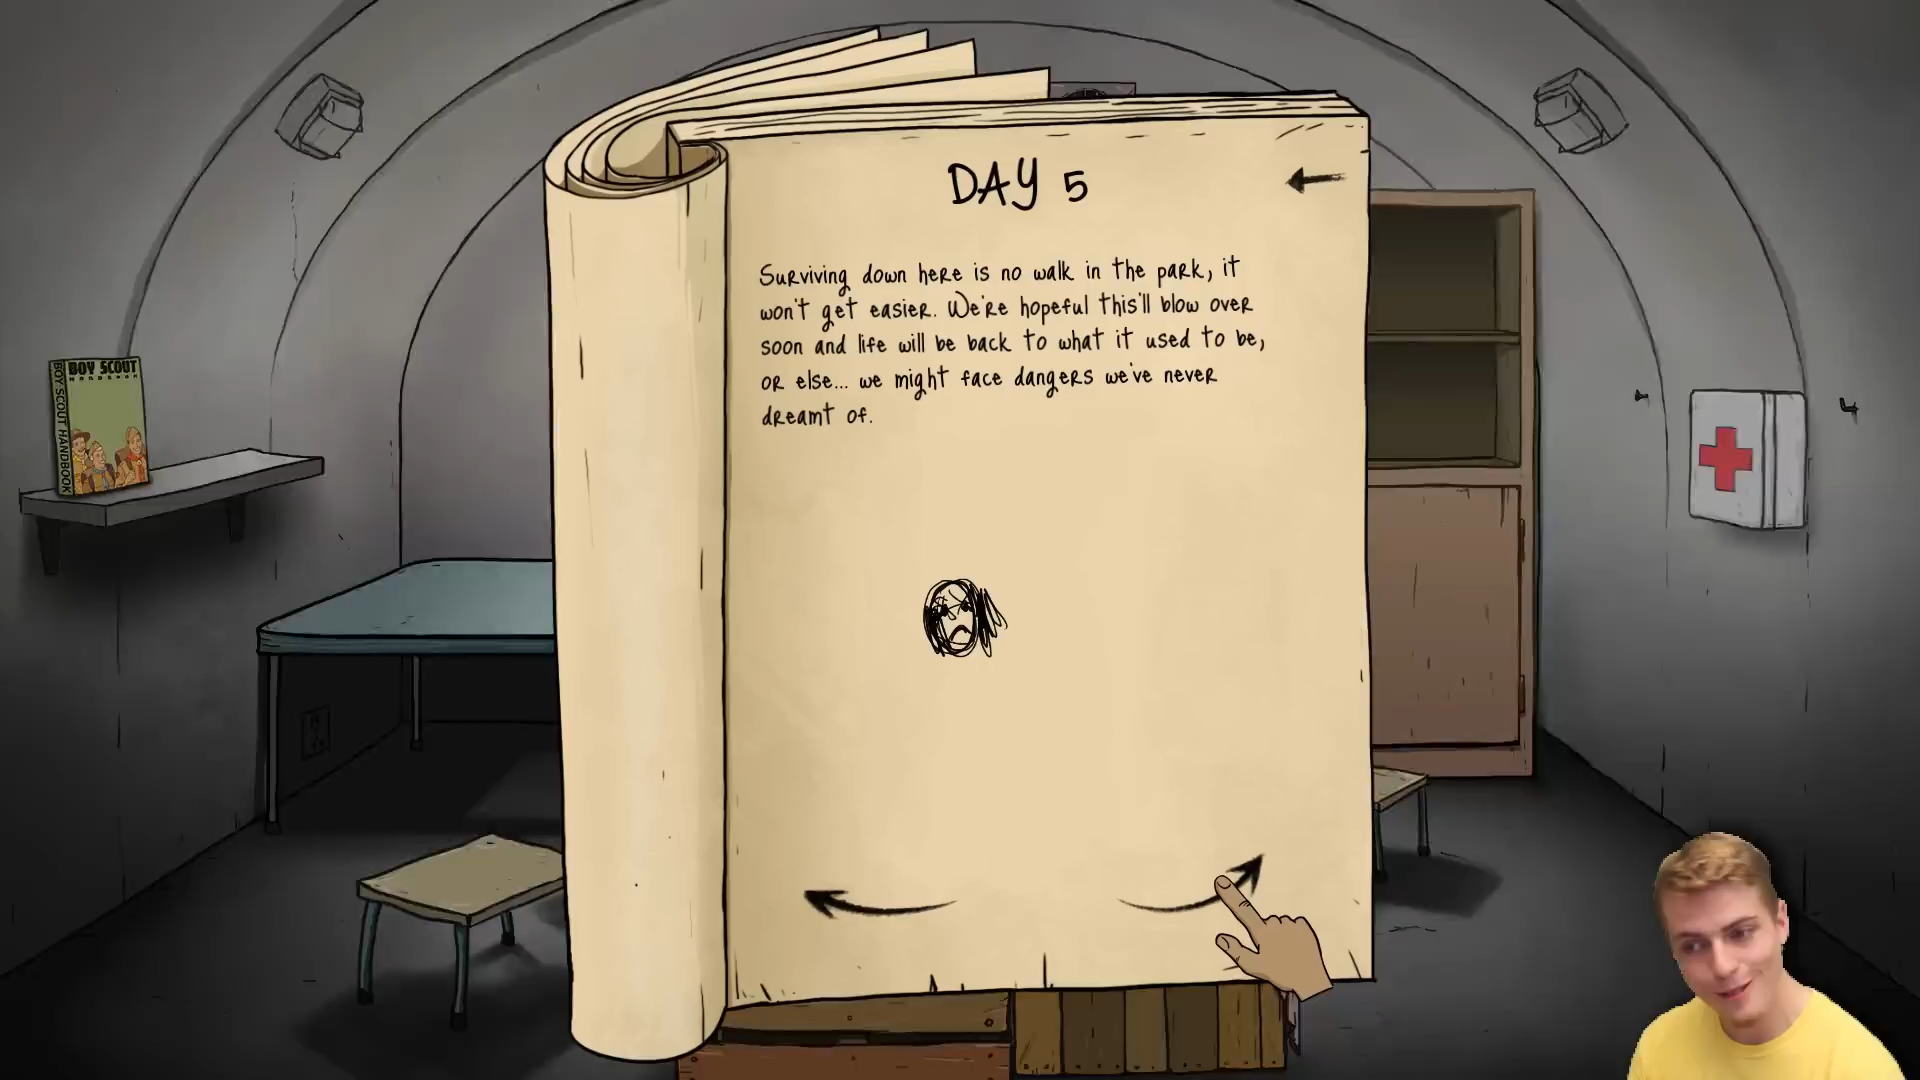 DAY 5
Surviving down here is no walk in the park, it
won't get easier. We're hopeful this'll blow over
soon and life will be back to what it used to be,
or else... we might face dangers we've never
dreamt of.
BOY SCOUT
HANDBOOK
BOY SCOUT HANDBOOK